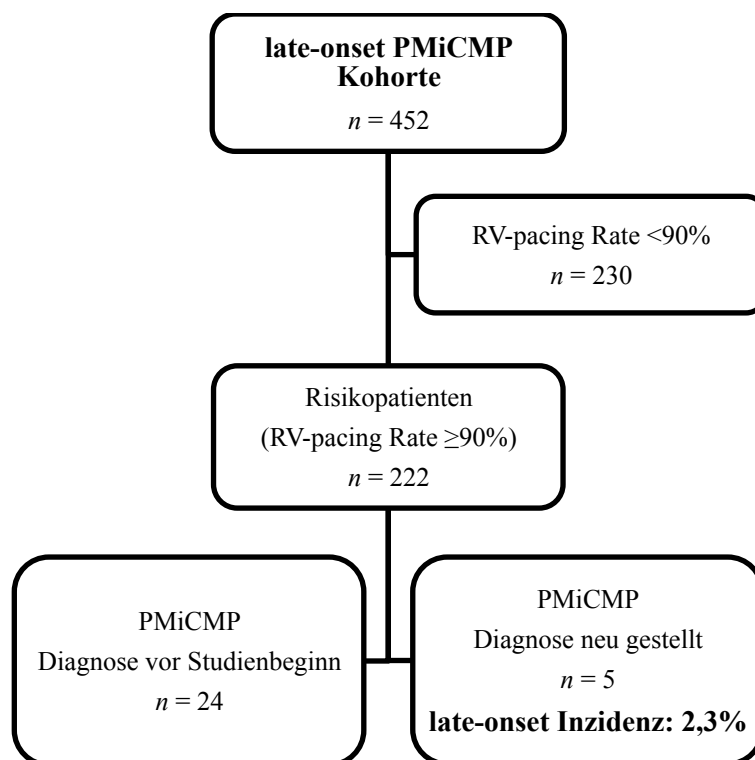 late-onset PMiCMP
Kohorte
n = 452
RV-pacing Rate <90%
n = 230
Risikopatienten
(RV-pacing Rate ≥90%)
n = 222
PMiCMP
Diagnose vor Studienbeginn
n = 24
PMiCMP
Diagnose neu gestellt
n = 5
late-onset Inzidenz: 2,3%